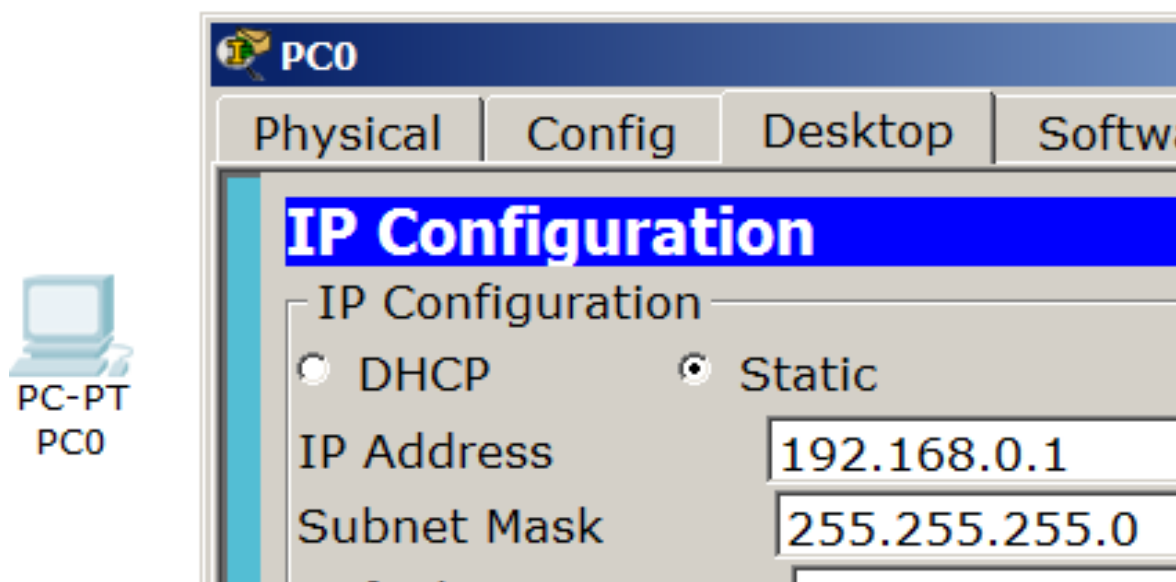 PC0
Physical Config Desktop
IP Configuration
IP Configuration
DHCP Static
IP Address 192.168.0.1
Subnet Mask 255.255.255.0
PC-PT
PC0